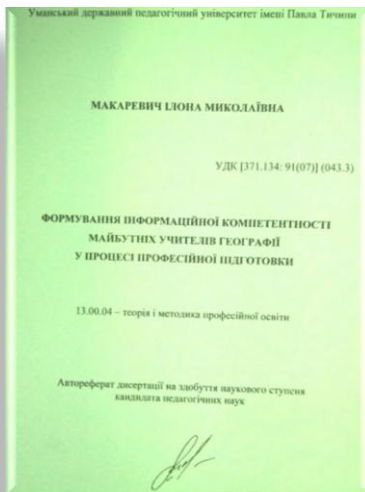 Уманський державний педагогічний університет імені Павла Тичини
МАКАРЕВИЧ ІЛОНА МИКОЛАЇВНА
УДК [371.134: 91(07)] (043.3)
ФОРМУВАННЯ ІНФОРМАЦІЙНОЇ КОМПЕТЕНТНОСТІ
МАЙБУТНІХ УЧИТЕЛІВ ГЕОГРАФІЇ
У ПРОЦЕСІ ПРОФЕСІЙНОЇ ПІДГОТОВКИ
13.00.04 – теорія і методика професійної освіти
Автореферат дисертації на здобуття наукового ступеня
кандидата педагогічних наук